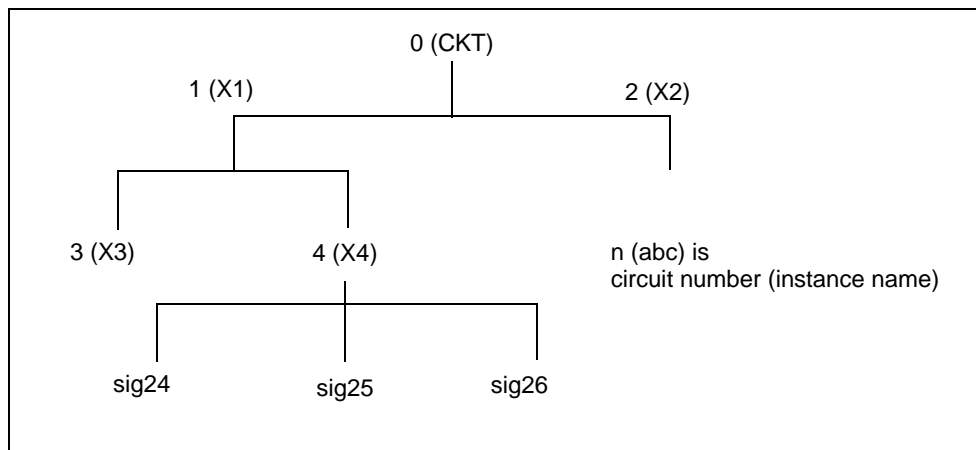 0 (CKT)
1 (X1)
2 (X2)
3 (X3)
4 (X4)
n (abc) is
circuit number (instance name)
sig24
sig25
sig26